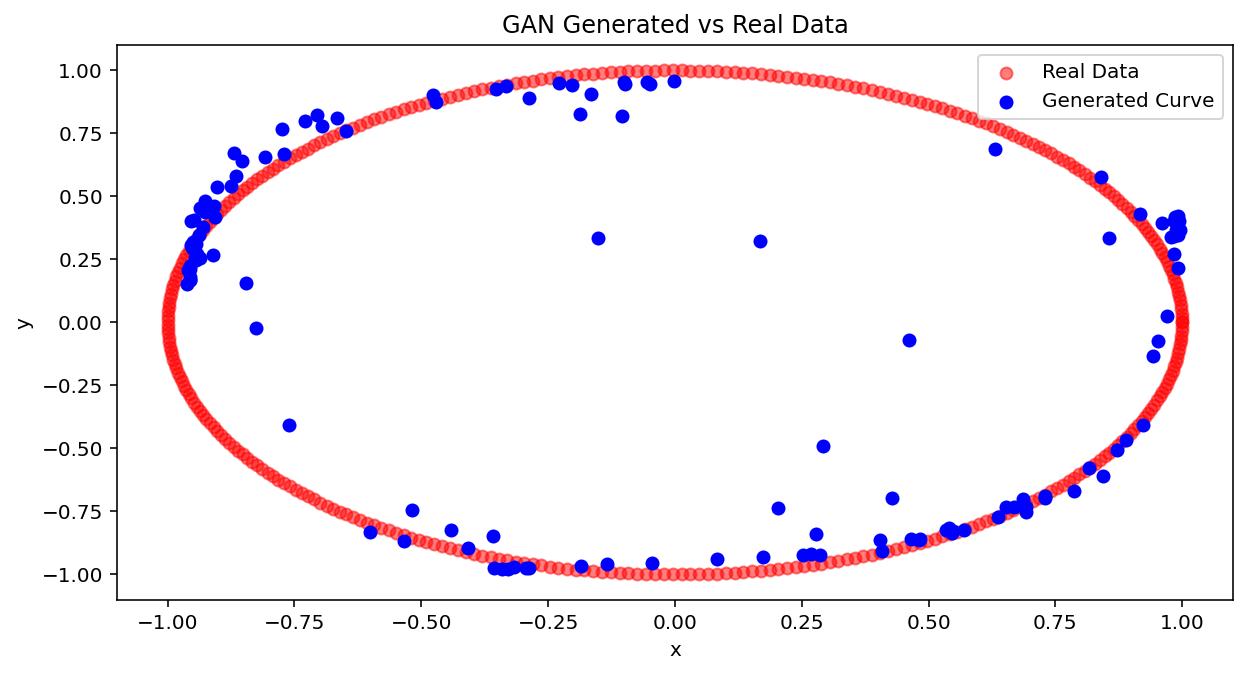 GAN Generated vs Real Data
Real Data
Generated Curve
1.00
0.75
0.50
0.25
0.00
−0.25
−0.50
−0.75
−1.00
y
−1.00 −0.75 −0.50 −0.25 0.00 0.25 0.50 0.75 1.00
x